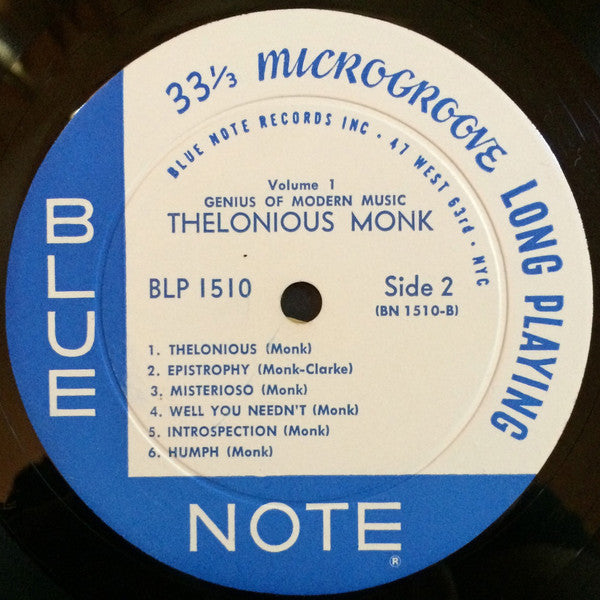 33⅓ MICROGROOVE LONG PLAYING
BLUE NOTE RECORDS INC • 47 WEST 63rd • NYC
Volume 1
GENIUS OF MODERN MUSIC
THELONIOUS MONK
BLP 1510
Side 2
(BN 1510-B)
1. THELONIOUS (Monk)
2. EPISTROPHY (Monk-Clarke)
3. MISTERIOSO (Monk)
4. WELL YOU NEEDN'T (Monk)
5. INTROSPECTION (Monk)
6. HUMPH (Monk)
BLUE
NOTE ®